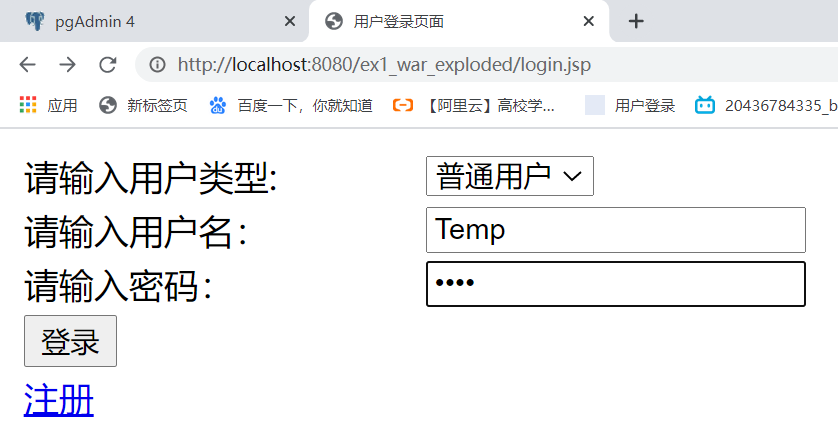 pgAdmin 4
用户登录页面
http://localhost:8080/ex1_war_exploded/login.jsp
应用 新标签页 百度一下，你就知道 【阿里云】高校学... 用户登录 20436784335_b
请输入用户类型: 普通用户
请输入用户名： Temp
请输入密码： ••••
登录
注册